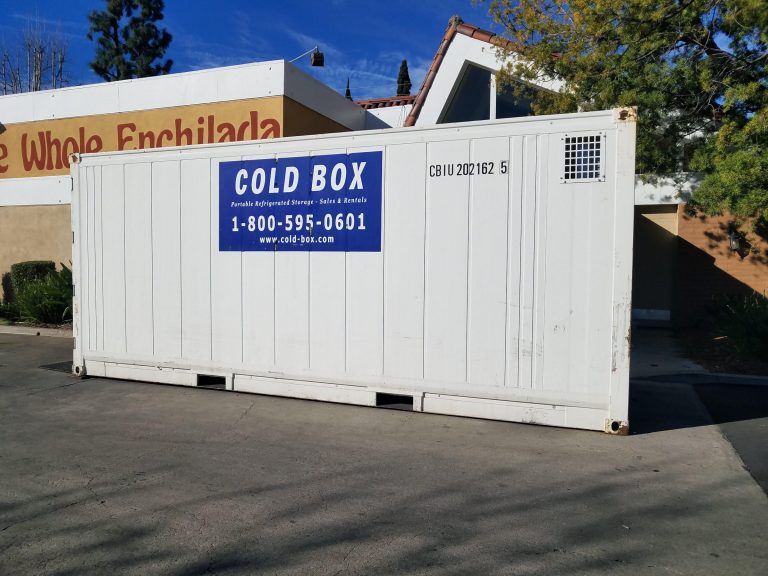 e Whole Enchilada
COLD BOX
Portable Refrigerated Storage - Sales & Rentals
1-800-595-0601
www.cold-box.com
CBIU 202162 5